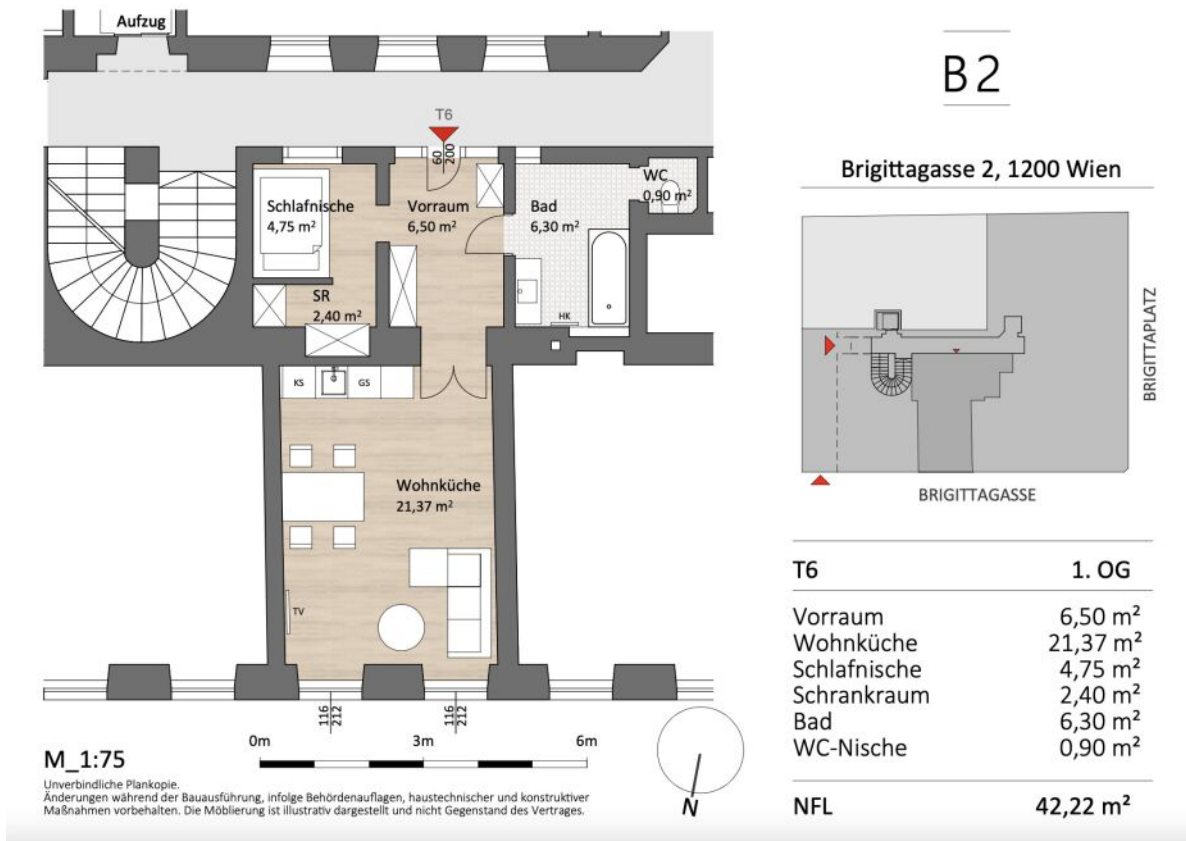 Aufzug
T6
60
200
Schlafnische
4,75 m²
Vorraum
6,50 m²
Bad
6,30 m²
WC
0,90 m²
SR
2,40 m²
HK
KS
GS
Wohnküche
21,37 m²
TV
116
212
116
212
M_1:75
0m 3m 6m
N
Unverbindliche Plankopie.
Änderungen während der Bauausführung, infolge Behördenauflagen, haustechnischer und konstruktiver
Maßnahmen vorbehalten. Die Möblierung ist illustrativ dargestellt und nicht Gegenstand des Vertrages.
B2
Brigittagasse 2, 1200 Wien
BRIGITTAPLATZ
BRIGITTAGASSE
T6 1. OG
Vorraum 6,50 m²
Wohnküche 21,37 m²
Schlafnische 4,75 m²
Schrankraum 2,40 m²
Bad 6,30 m²
WC-Nische 0,90 m²
NFL 42,22 m²